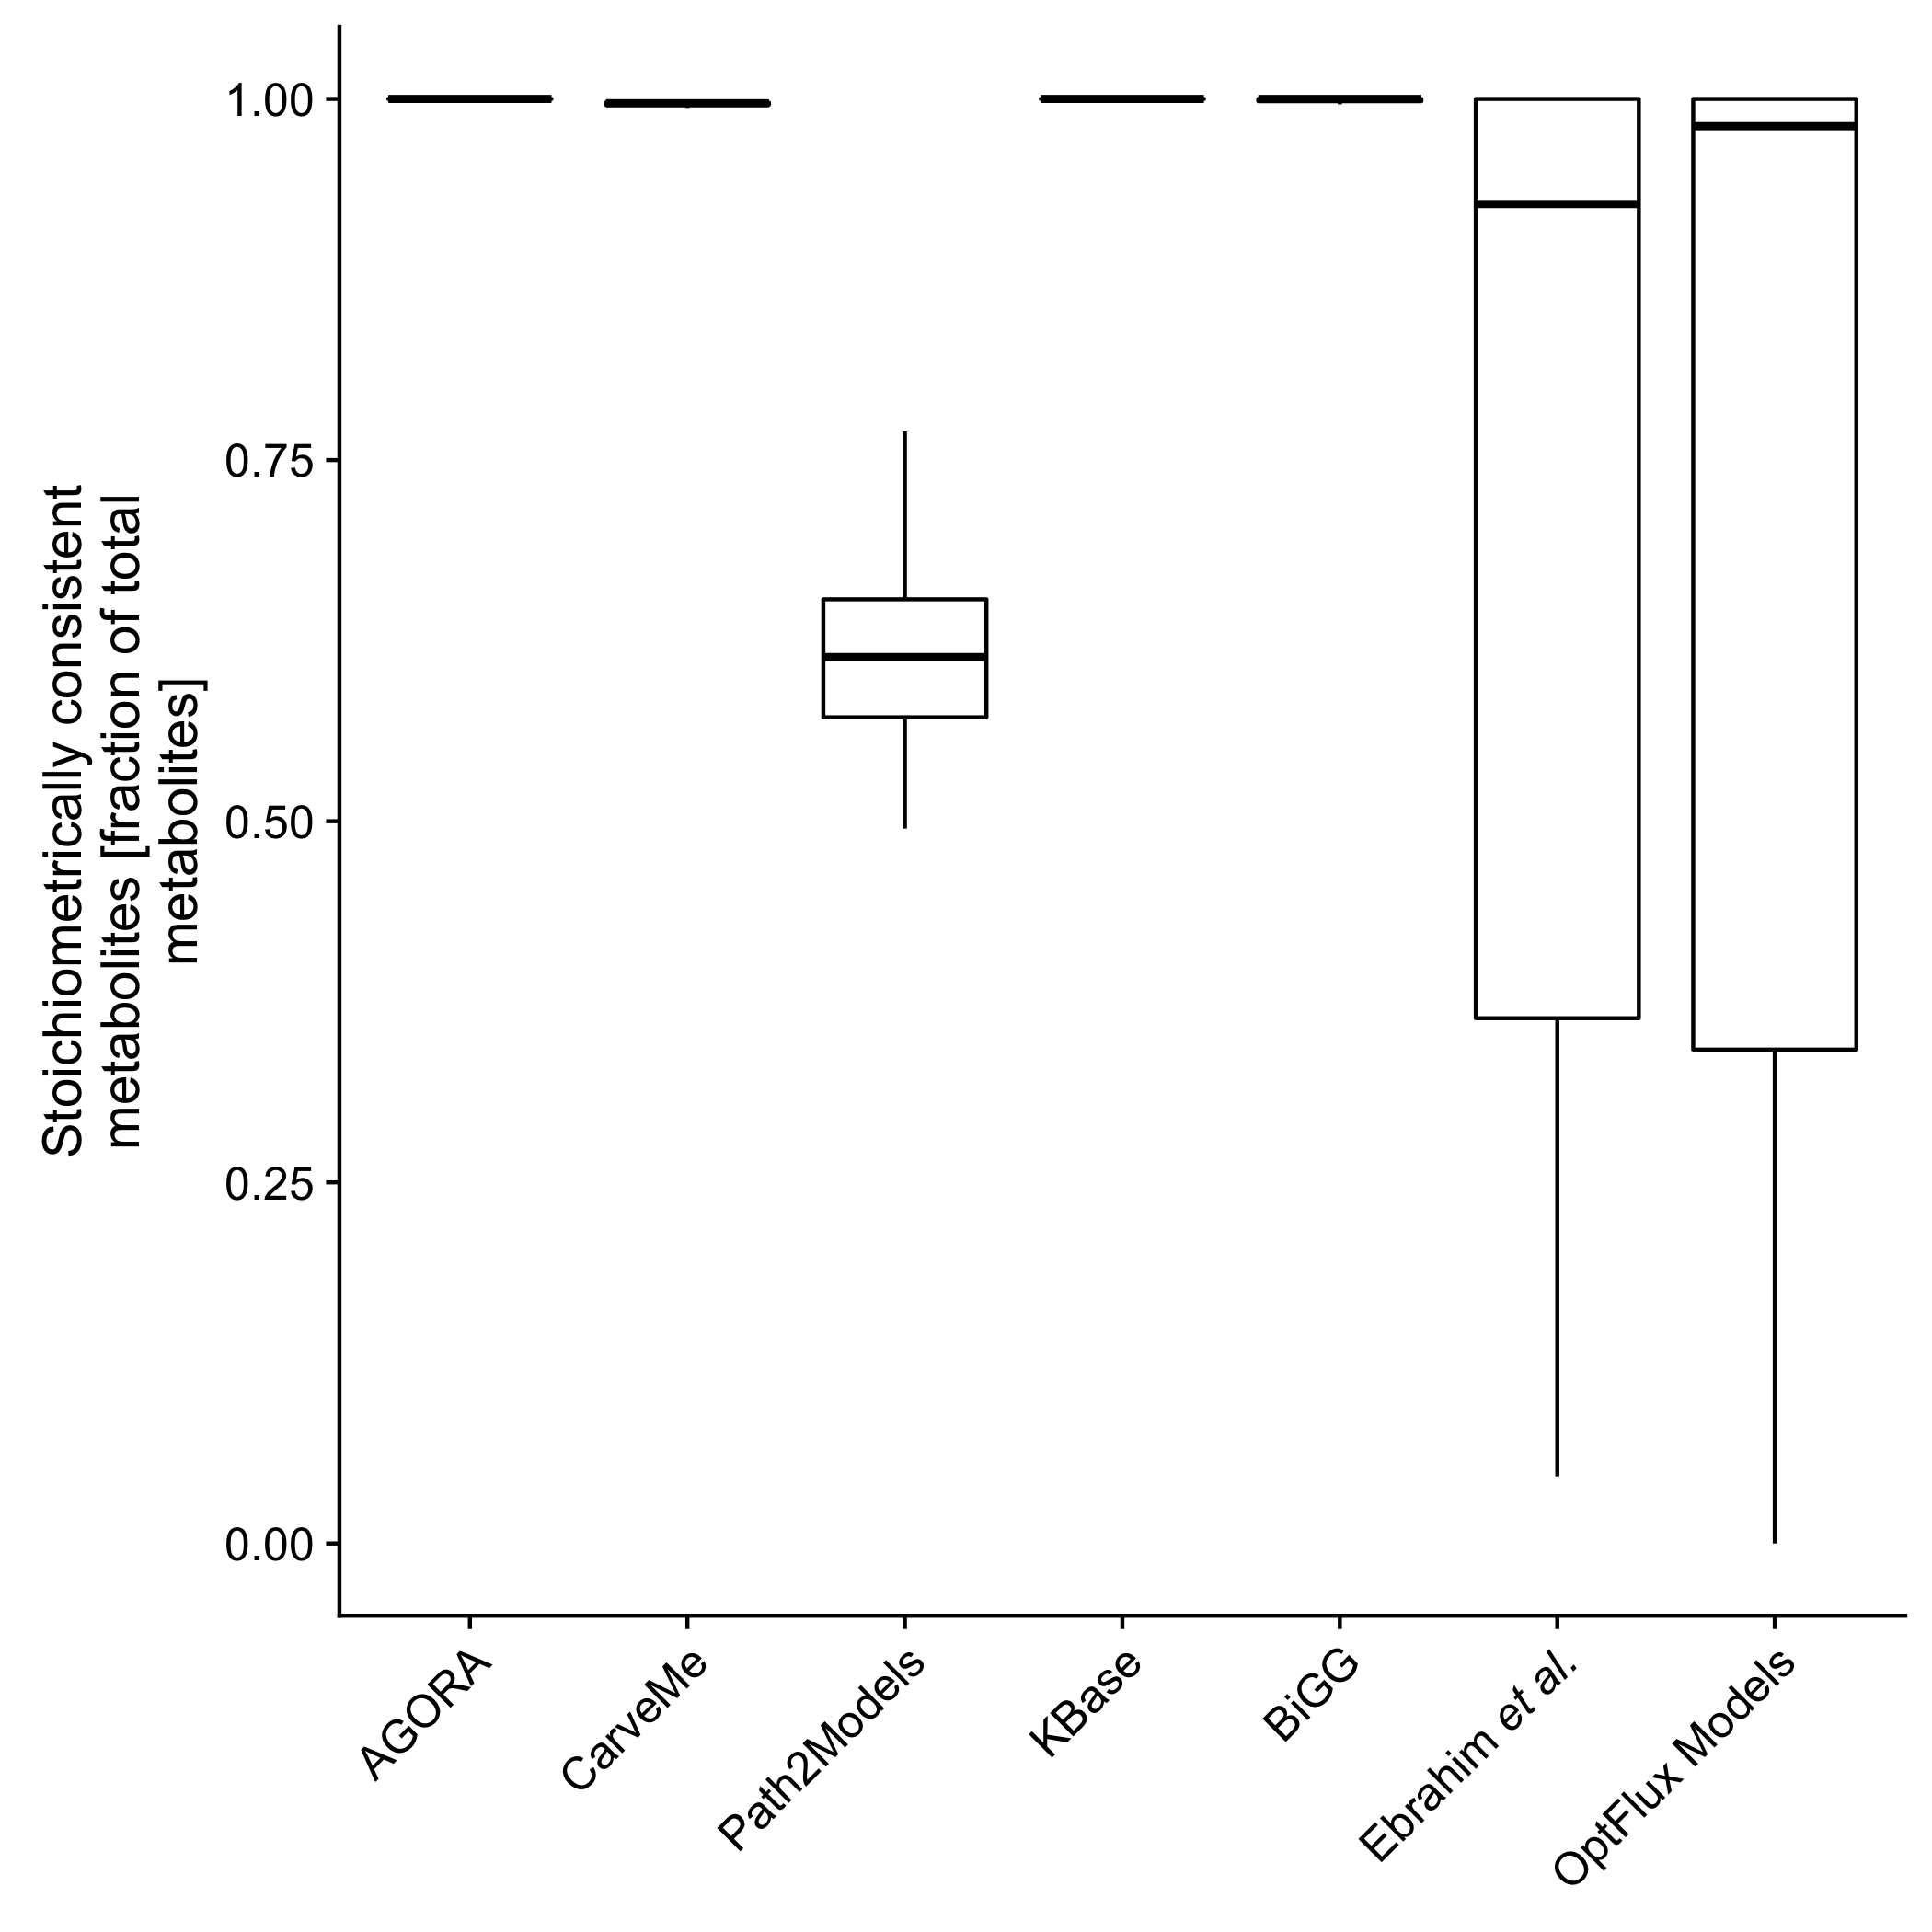 Stoichiometrically consistent
metabolites [fraction of total
metabolites]
1.00
0.75
0.50
0.25
0.00
AGORA
CarveMe
Path2Models
KBase
BiGG
Ebrahim et al.
OptFlux Models